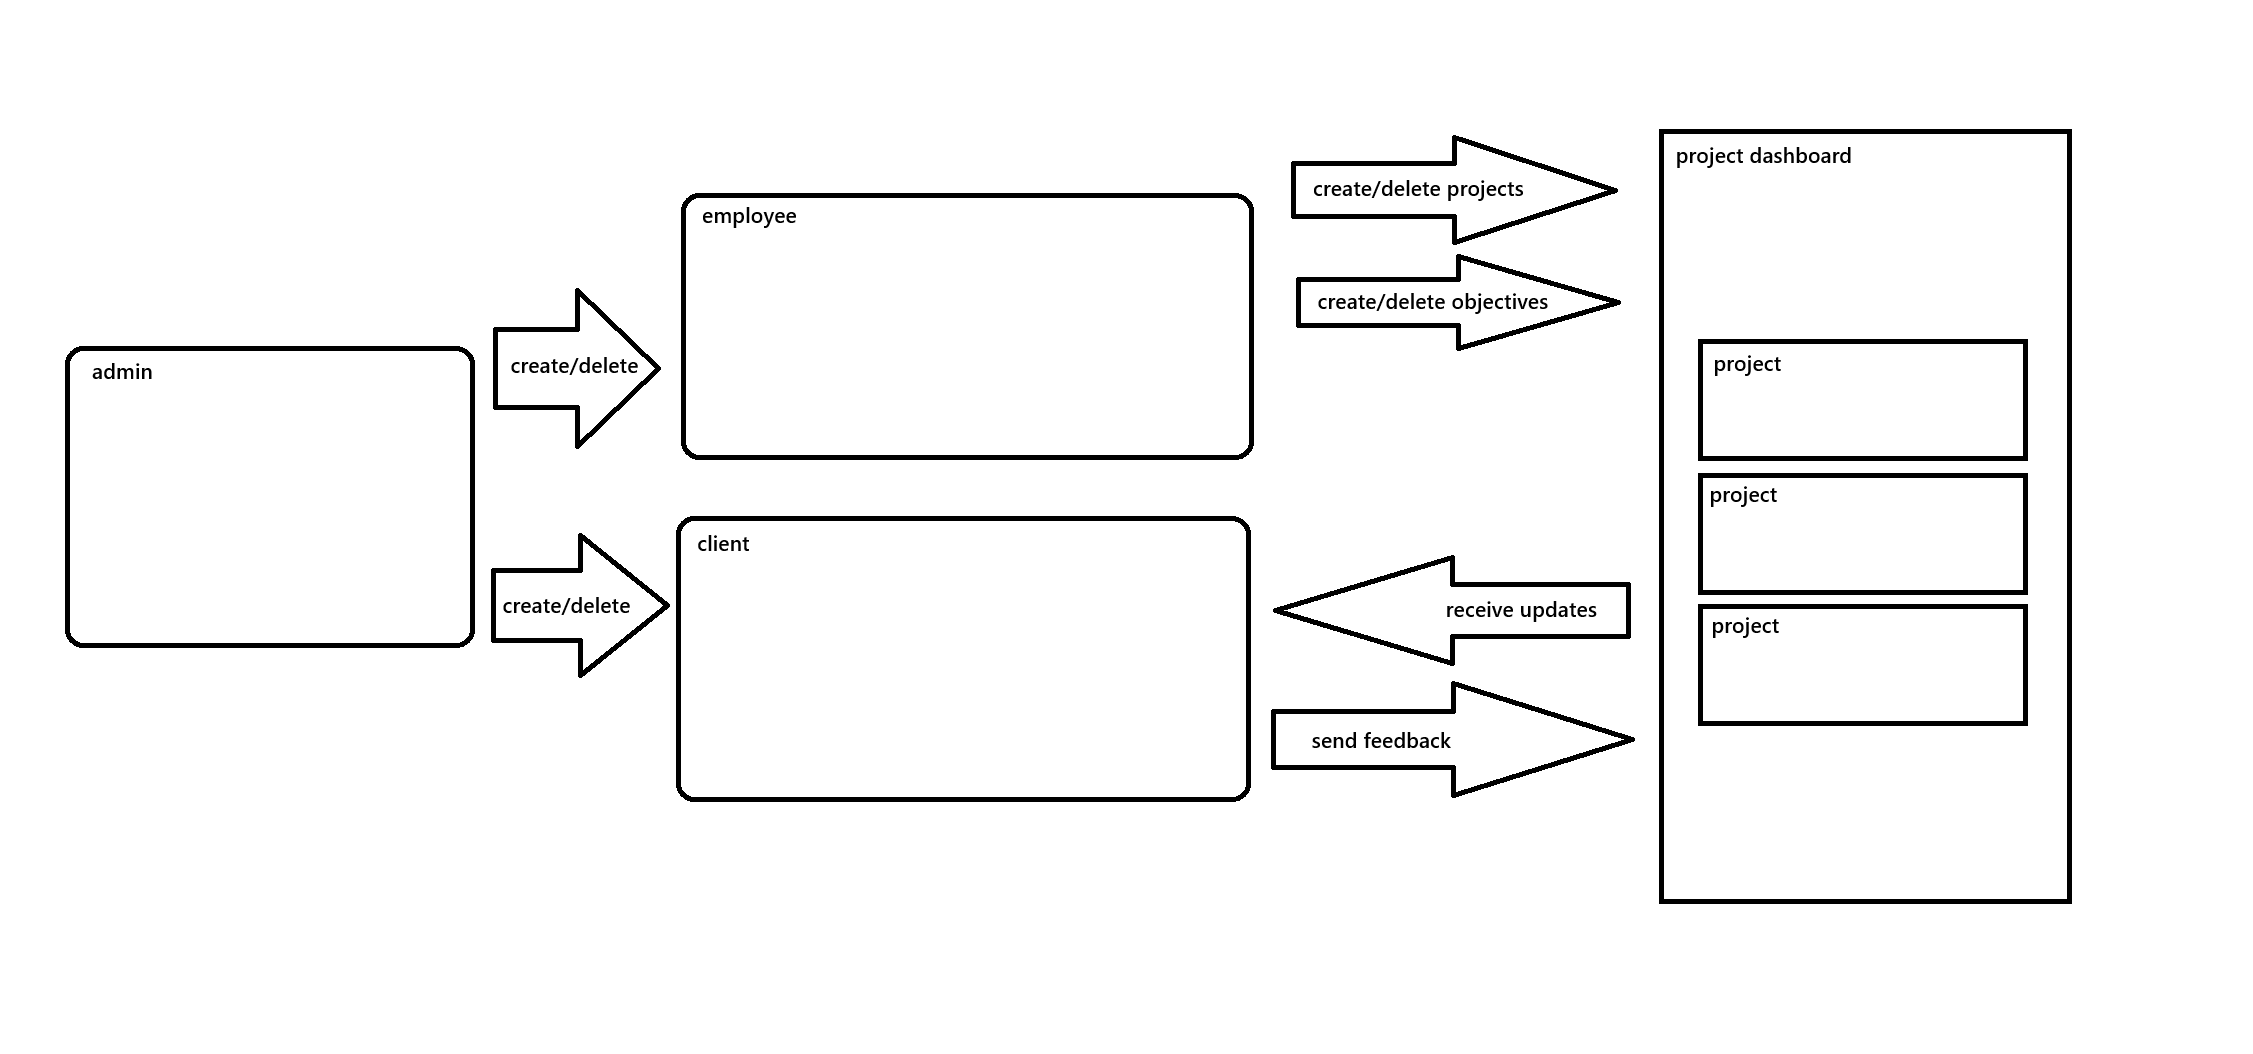 admin
create/delete
create/delete
employee
client
create/delete projects
create/delete objectives
receive updates
send feedback
project dashboard
project
project
project